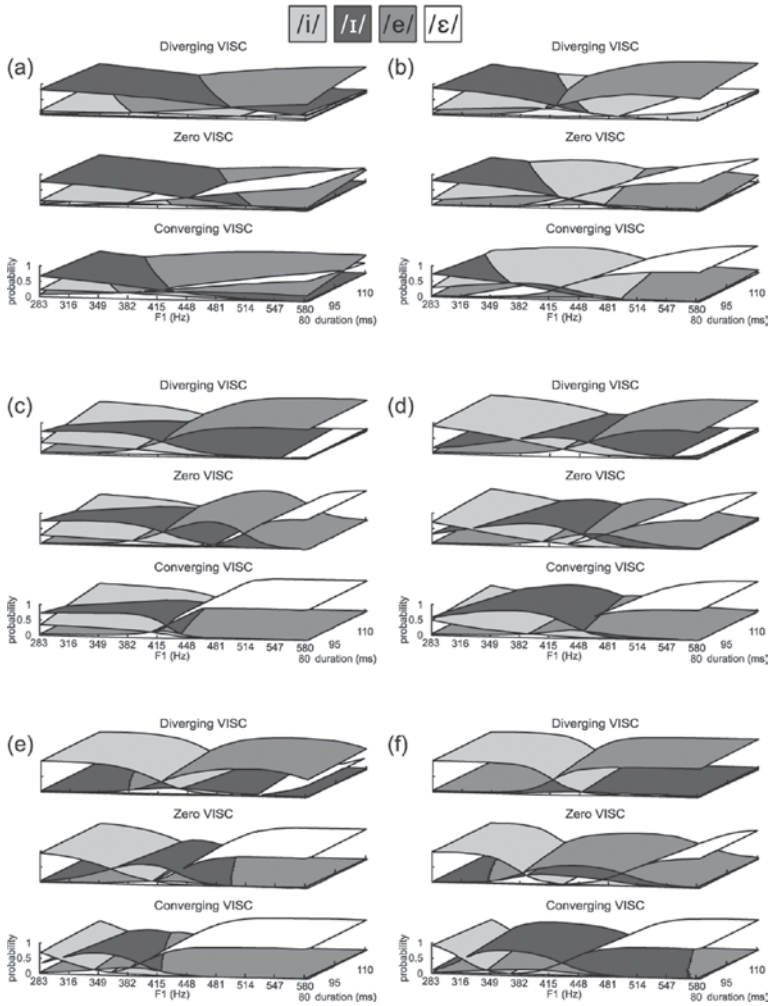 /i/ /ɪ/ /e/ /ɛ/
(a)
Diverging VISC
Zero VISC
Converging VISC
probability
1
0.5
0
283 316 349 382 415 448 481 514 547 580
F1 (Hz)
80 95 110
duration (ms)
(b)
Diverging VISC
Zero VISC
Converging VISC
probability
1
0.5
0
283 316 349 382 415 448 481 514 547 580
F1 (Hz)
80 95 110
duration (ms)
(c)
Diverging VISC
Zero VISC
Converging VISC
probability
1
0.5
0
283 316 349 382 415 448 481 514 547 580
F1 (Hz)
80 95 110
duration (ms)
(d)
Diverging VISC
Zero VISC
Converging VISC
probability
1
0.5
0
283 316 349 382 415 448 481 514 547 580
F1 (Hz)
80 95 110
duration (ms)
(e)
Diverging VISC
Zero VISC
Converging VISC
probability
1
0.5
0
283 316 349 382 415 448 481 514 547 580
F1 (Hz)
80 95 110
duration (ms)
(f)
Diverging VISC
Zero VISC
Converging VISC
probability
1
0.5
0
283 316 349 382 415 448 481 514 547 580
F1 (Hz)
80 95 110
duration (ms)